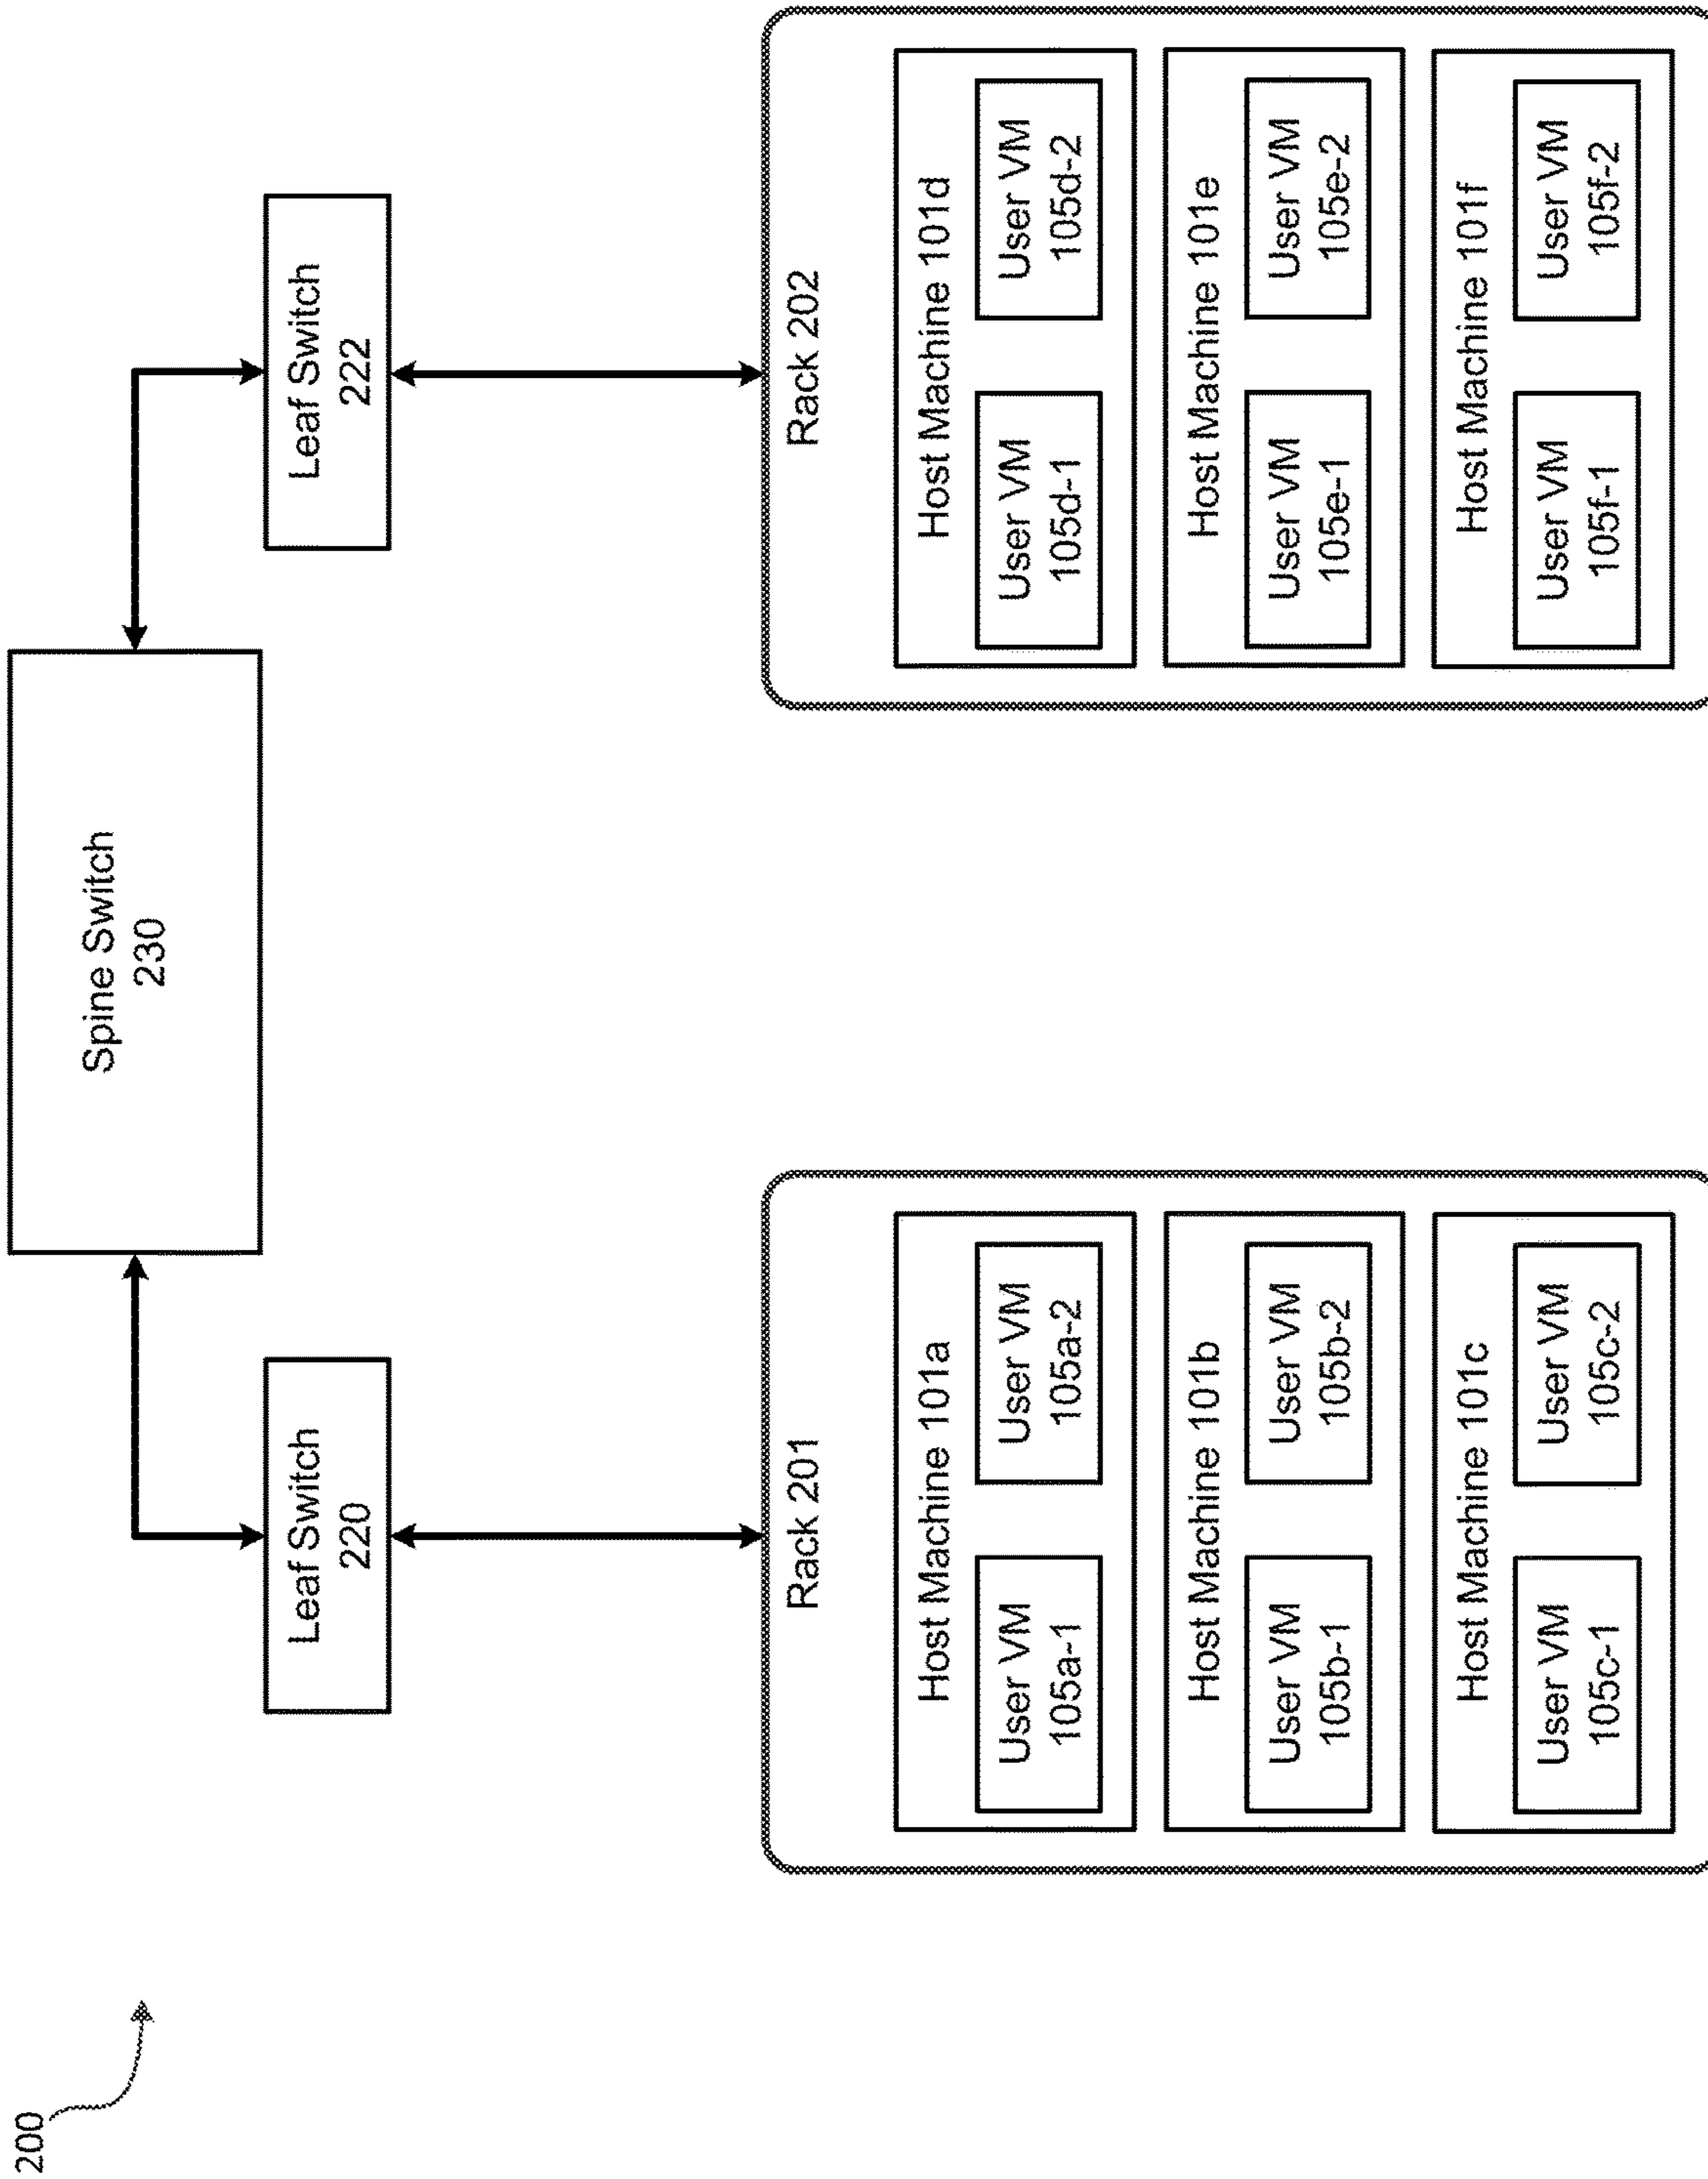 200
Spine Switch
230
Leaf Switch
220
Leaf Switch
222
Rack 201
Host Machine 101a
User VM
105a-1
User VM
105a-2
Host Machine 101b
User VM
105b-1
User VM
105b-2
Host Machine 101c
User VM
105c-1
User VM
105c-2
Rack 202
Host Machine 101d
User VM
105d-1
User VM
105d-2
Host Machine 101e
User VM
105e-1
User VM
105e-2
Host Machine 101f
User VM
105f-1
User VM
105f-2